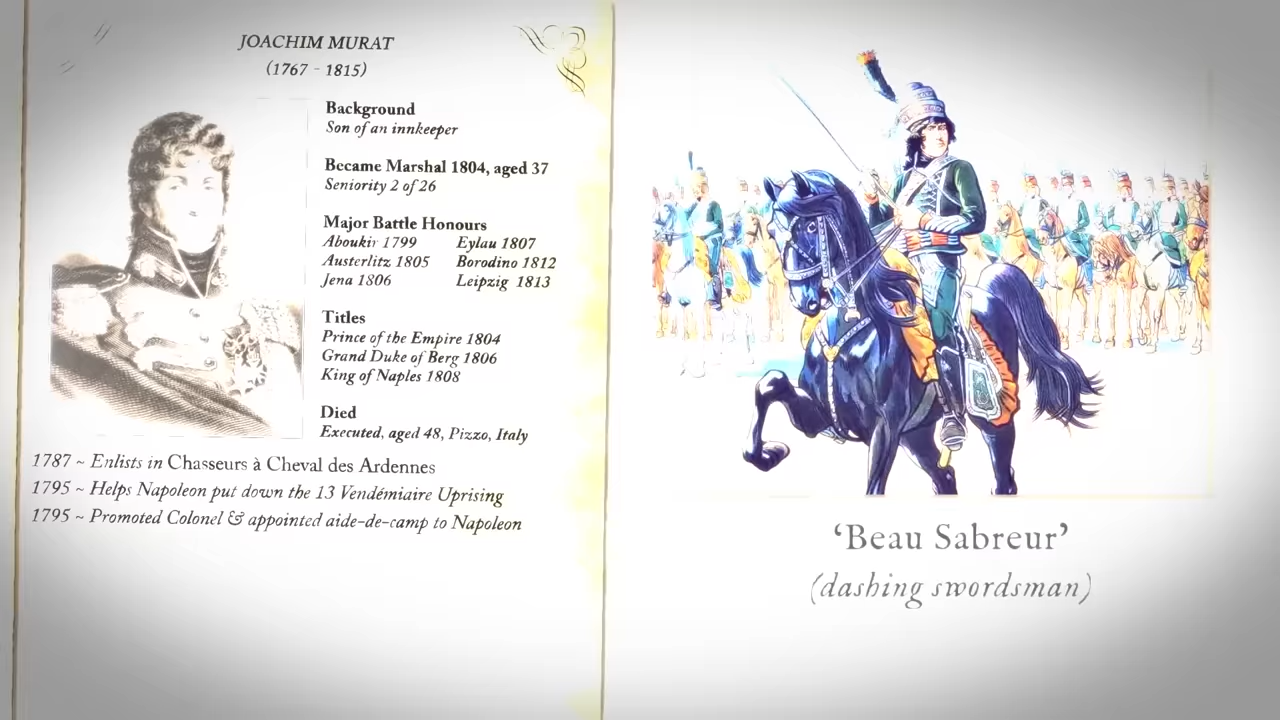 JOACHIM MURAT
(1767 - 1815)
Background
Son of an innkeeper
Became Marshal 1804, aged 37
Seniority 2 of 26
Major Battle Honours
Aboukir 1799 Eylau 1807
Austerlitz 1805 Borodino 1812
Jena 1806 Leipzig 1813
Titles
Prince of the Empire 1804
Grand Duke of Berg 1806
King of Naples 1808
Died
Executed, aged 48, Pizzo, Italy
1787 ~ Enlists in Chasseurs à Cheval des Ardennes
1795 ~ Helps Napoleon put down the 13 Vendémiaire Uprising
1795 ~ Promoted Colonel & appointed aide-de-camp to Napoleon
‘Beau Sabreur’
(dashing swordsman)